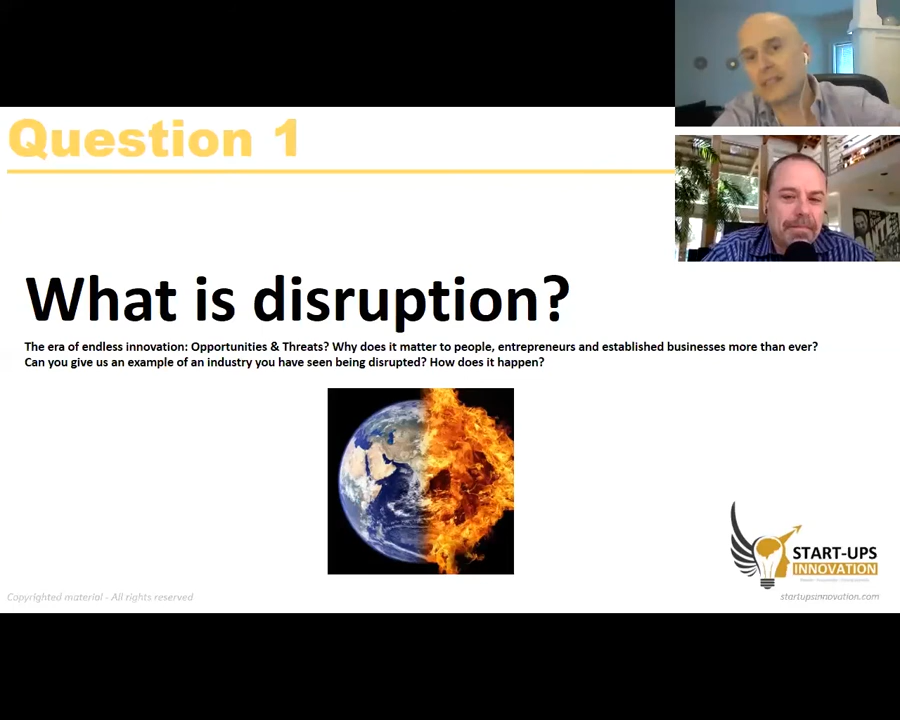 Question 1
What is disruption?
The era of endless innovation: Opportunities & Threats? Why does it matter to people, entrepreneurs and established businesses more than ever?
Can you give us an example of an industry you have seen being disrupted? How does it happen?
START-UPS
INNOVATION
Copyrighted material - All rights reserved
startupsinnovation.com